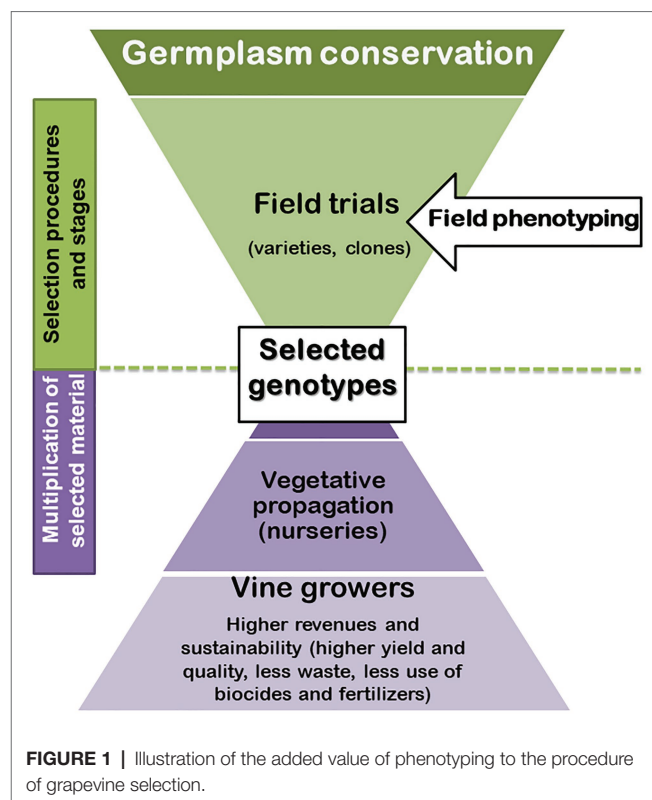 Germplasm conservation
Selection procedures
and stages
Field trials
(varieties, clones)
Field phenotyping
Selected
genotypes
Multiplication of
selected material
Vegetative
propagation
(nurseries)
Vine growers
Higher revenues and
sustainability (higher yield and
quality, less waste, less use of
biocides and fertilizers)
FIGURE 1 | Illustration of the added value of phenotyping to the procedure
of grapevine selection.